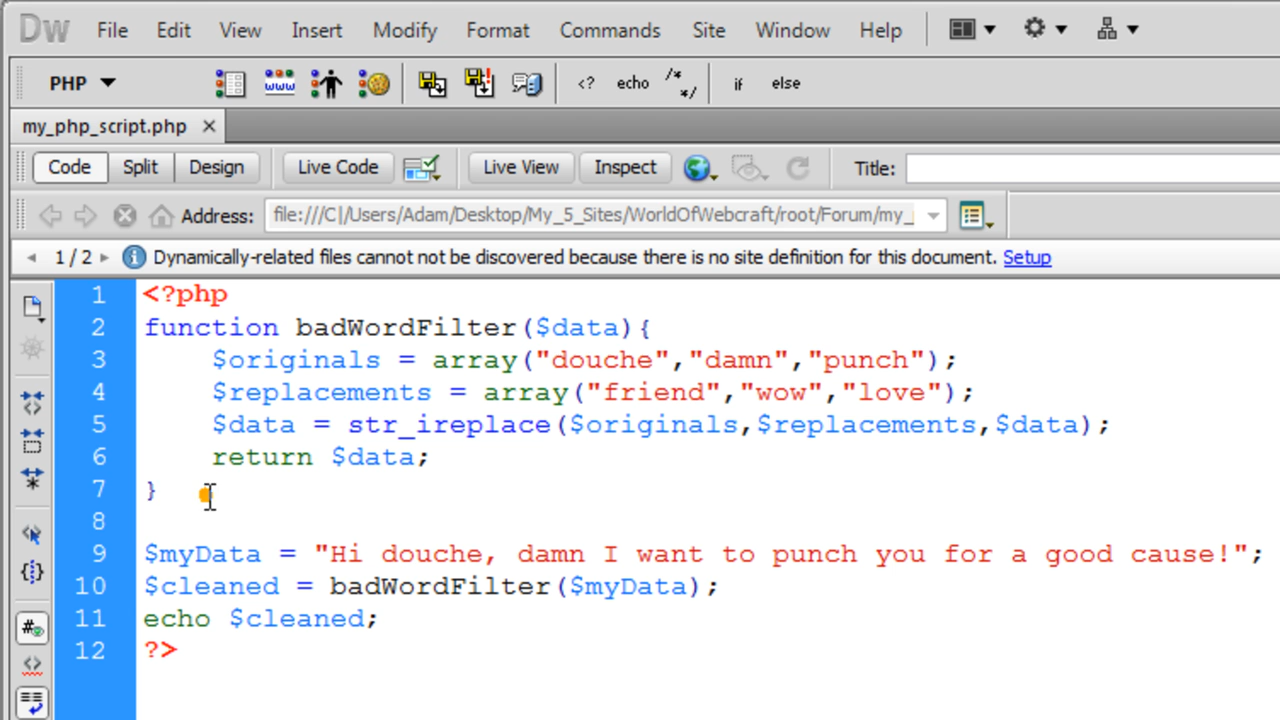 Dw File Edit View Insert Modify Format Commands Site Window Help
PHP www <? echo /* */ if else
my_php_script.php ×
Code Split Design Live Code Live View Inspect Title:
Address: file:///C|/Users/Adam/Desktop/My_5_Sites/WorldOfWebcraft/root/Forum/my_
1 / 2 Dynamically-related files cannot be discovered because there is no site definition for this document. Setup
1 <?php
2 function badWordFilter($data){
3 $originals = array("douche","damn","punch");
4 $replacements = array("friend","wow","love");
5 $data = str_ireplace($originals,$replacements,$data);
6 return $data;
7 }
8
9 $myData = "Hi douche, damn I want to punch you for a good cause!";
10 $cleaned = badWordFilter($myData);
11 echo $cleaned;
12 ?>